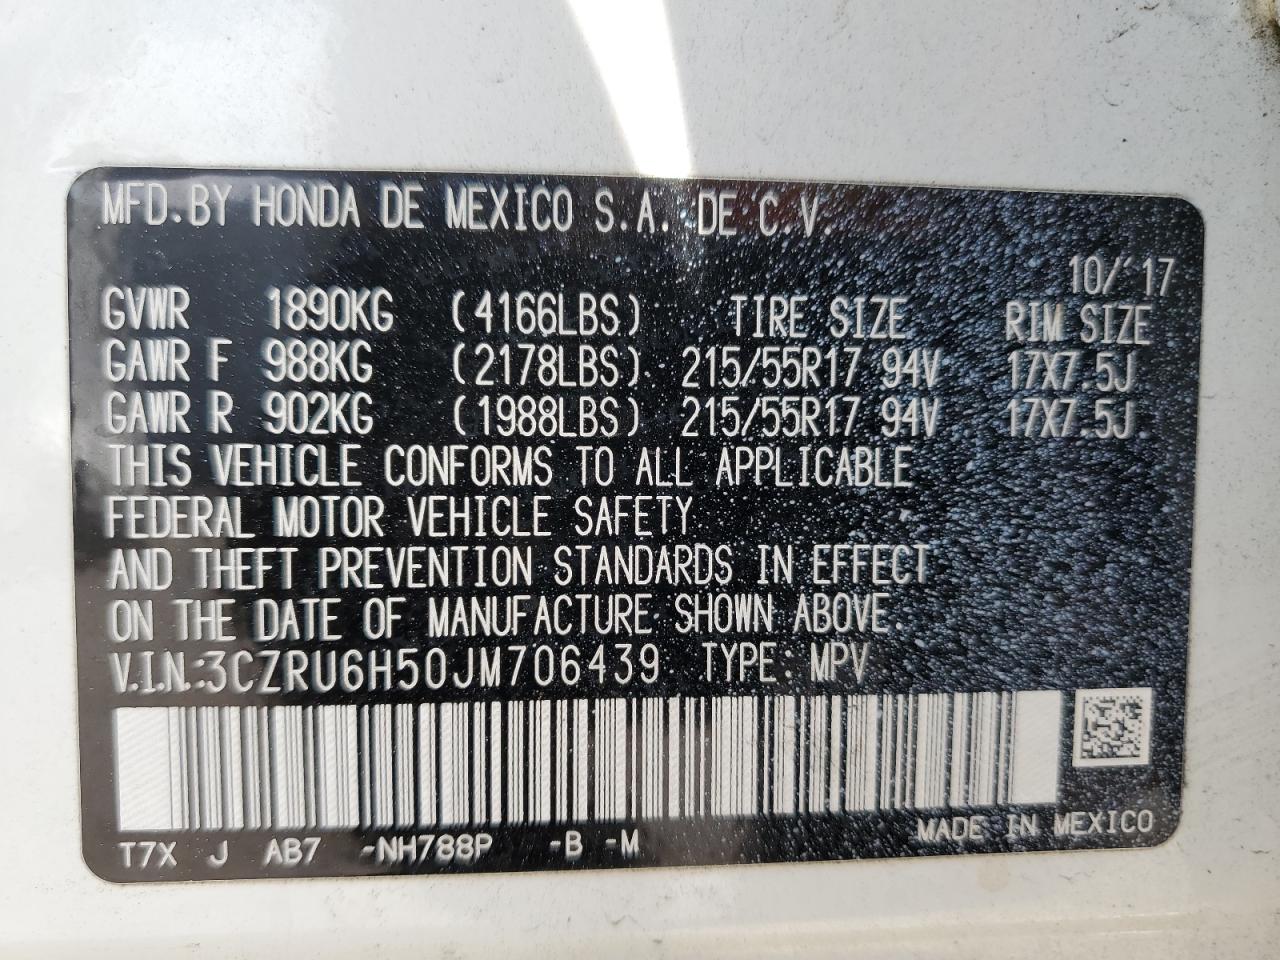 MFD.BY HONDA DE MEXICO S.A. DE C.V.
10/'17
GVWR 1890KG (4166LBS) TIRE SIZE RIM SIZE
GAWR F 988KG (2178LBS) 215/55R17 94V 17X7.5J
GAWR R 902KG (1988LBS) 215/55R17 94V 17X7.5J
THIS VEHICLE CONFORMS TO ALL APPLICABLE
FEDERAL MOTOR VEHICLE SAFETY
AND THEFT PREVENTION STANDARDS IN EFFECT
ON THE DATE OF MANUFACTURE SHOWN ABOVE.
V.I.N.:3CZRU6H50JM706439 TYPE: MPV
T7X J AB7 -NH788P -B -M MADE IN MEXICO